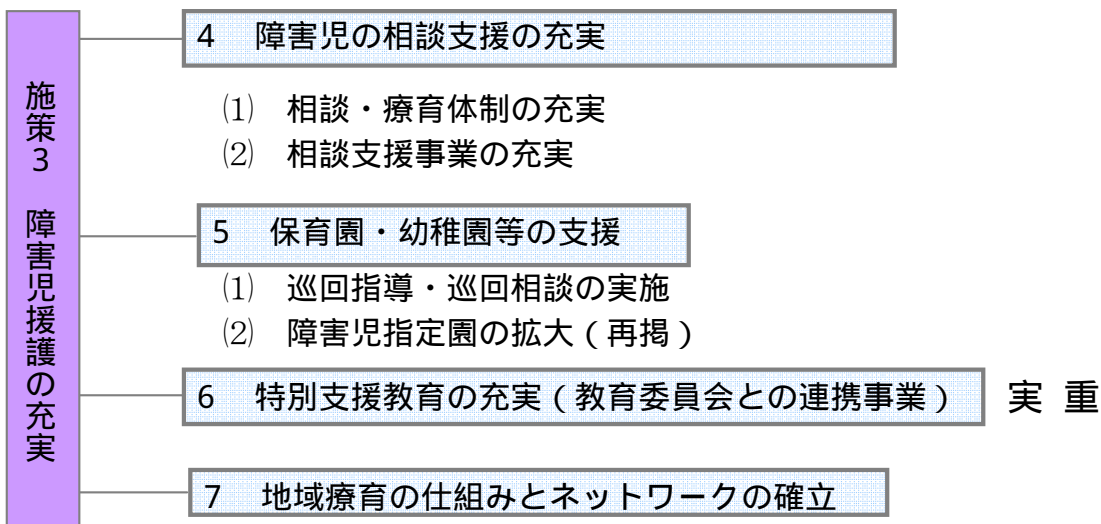 施策3 障害児援護の充実
4 障害児の相談支援の充実
⑴ 相談・療育体制の充実
⑵ 相談支援事業の充実
5 保育園・幼稚園等の支援
⑴ 巡回指導・巡回相談の実施
⑵ 障害児指定園の拡大（再掲）
6 特別支援教育の充実（教育委員会との連携事業） 実 重
7 地域療育の仕組みとネットワークの確立